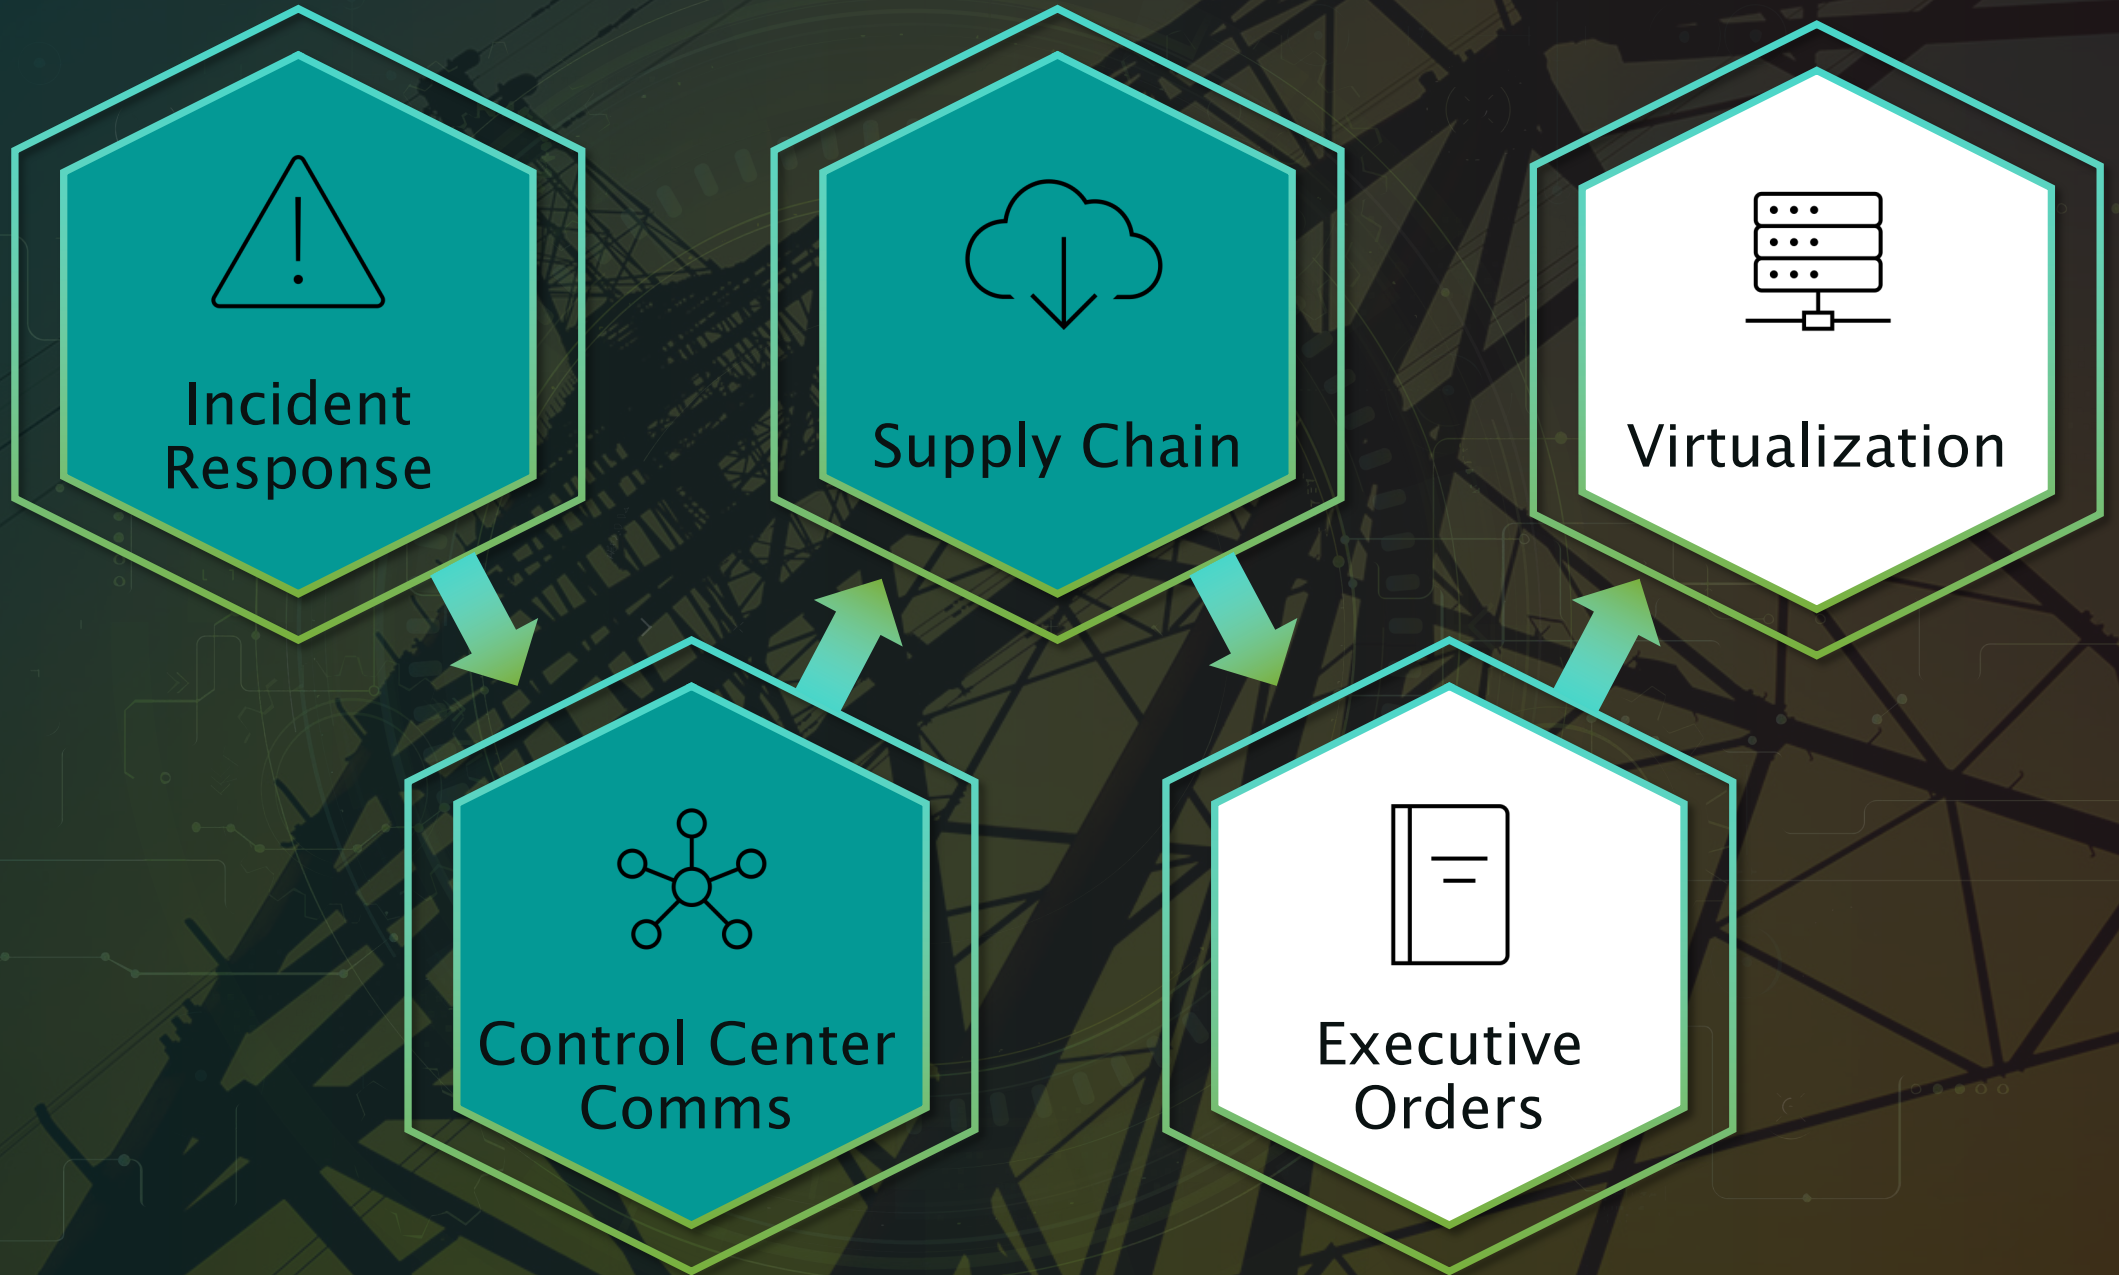 Incident
Response
Control Center
Comms
Supply Chain
Executive
Orders
Virtualization